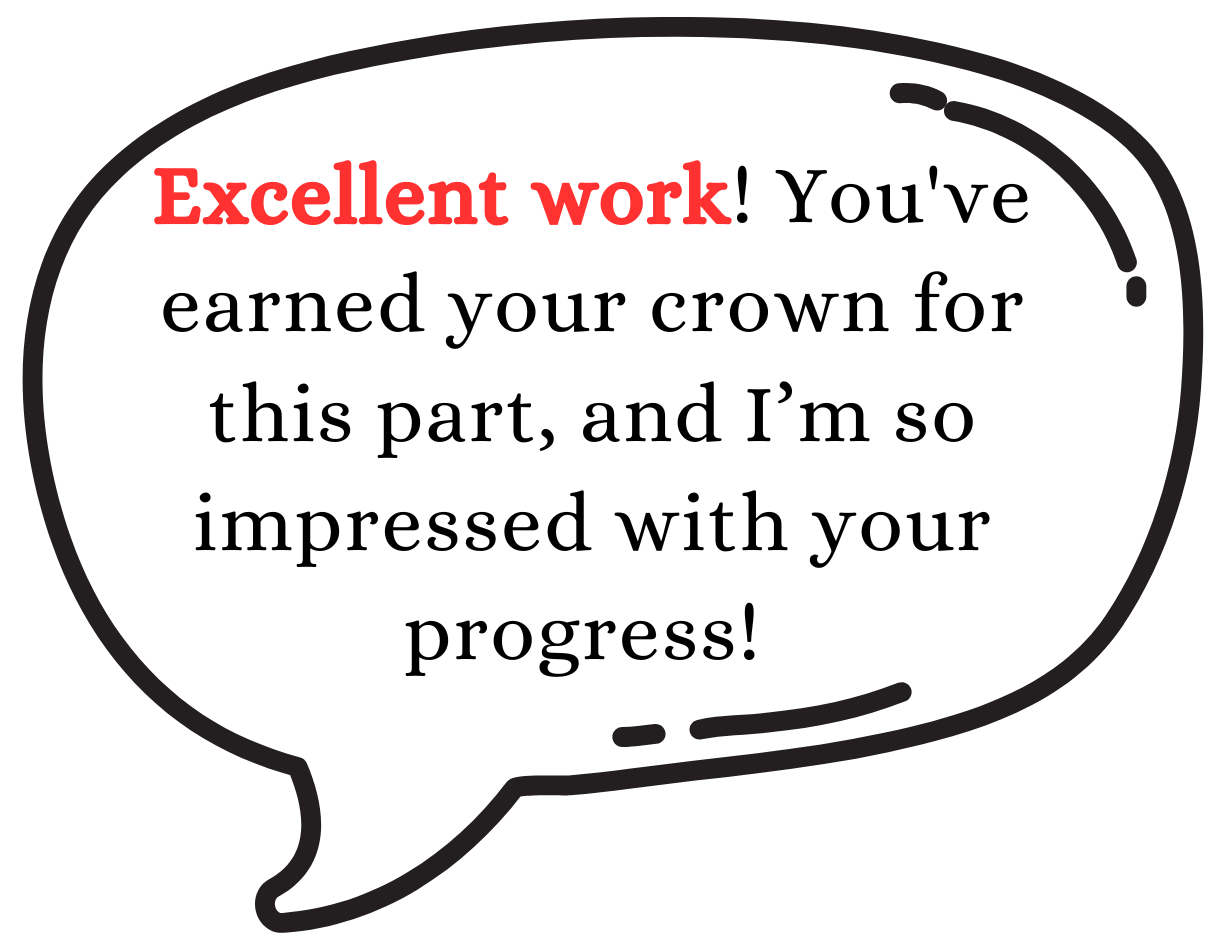 Excellent work! You've
earned your crown for
this part, and I’m so
impressed with your
progress!